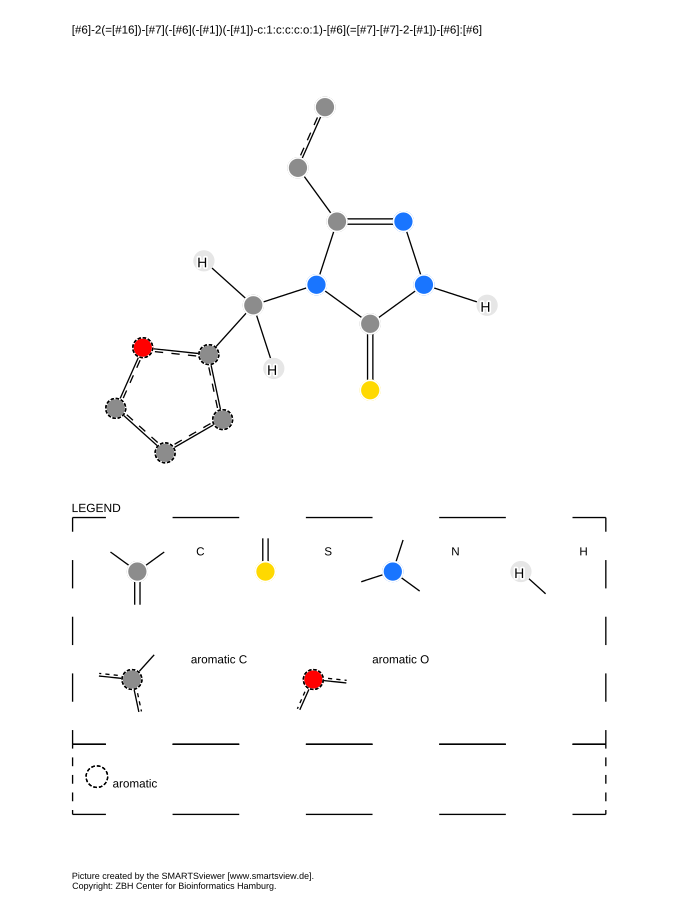 [#6]-2(=[#16])-[#7](-[#6](-[#1])(-[#1])-c:1:c:c:c:o:1)-[#6](=[#7]-[#7]-2-[#1])-[#6]:[#6]
H
H
H
LEGEND
C S N H H
aromatic C aromatic O
aromatic
Picture created by the SMARTSviewer [www.smartsview.de].
Copyright: ZBH Center for Bioinformatics Hamburg.